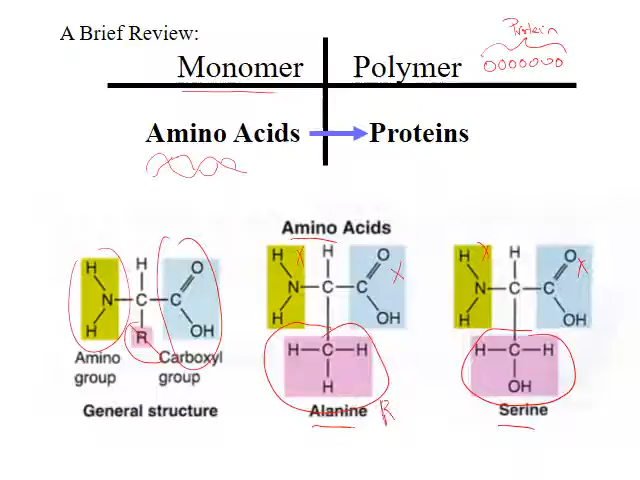 A Brief Review:
Protein
Monomer Polymer
Amino Acids Proteins
Amino Acids
H H O N C C H H R OH
H H O N C C H OH H C H H
H H O N C C H OH H C H OH
Amino group
Carboxyl group
General structure
Alanine R
Serine